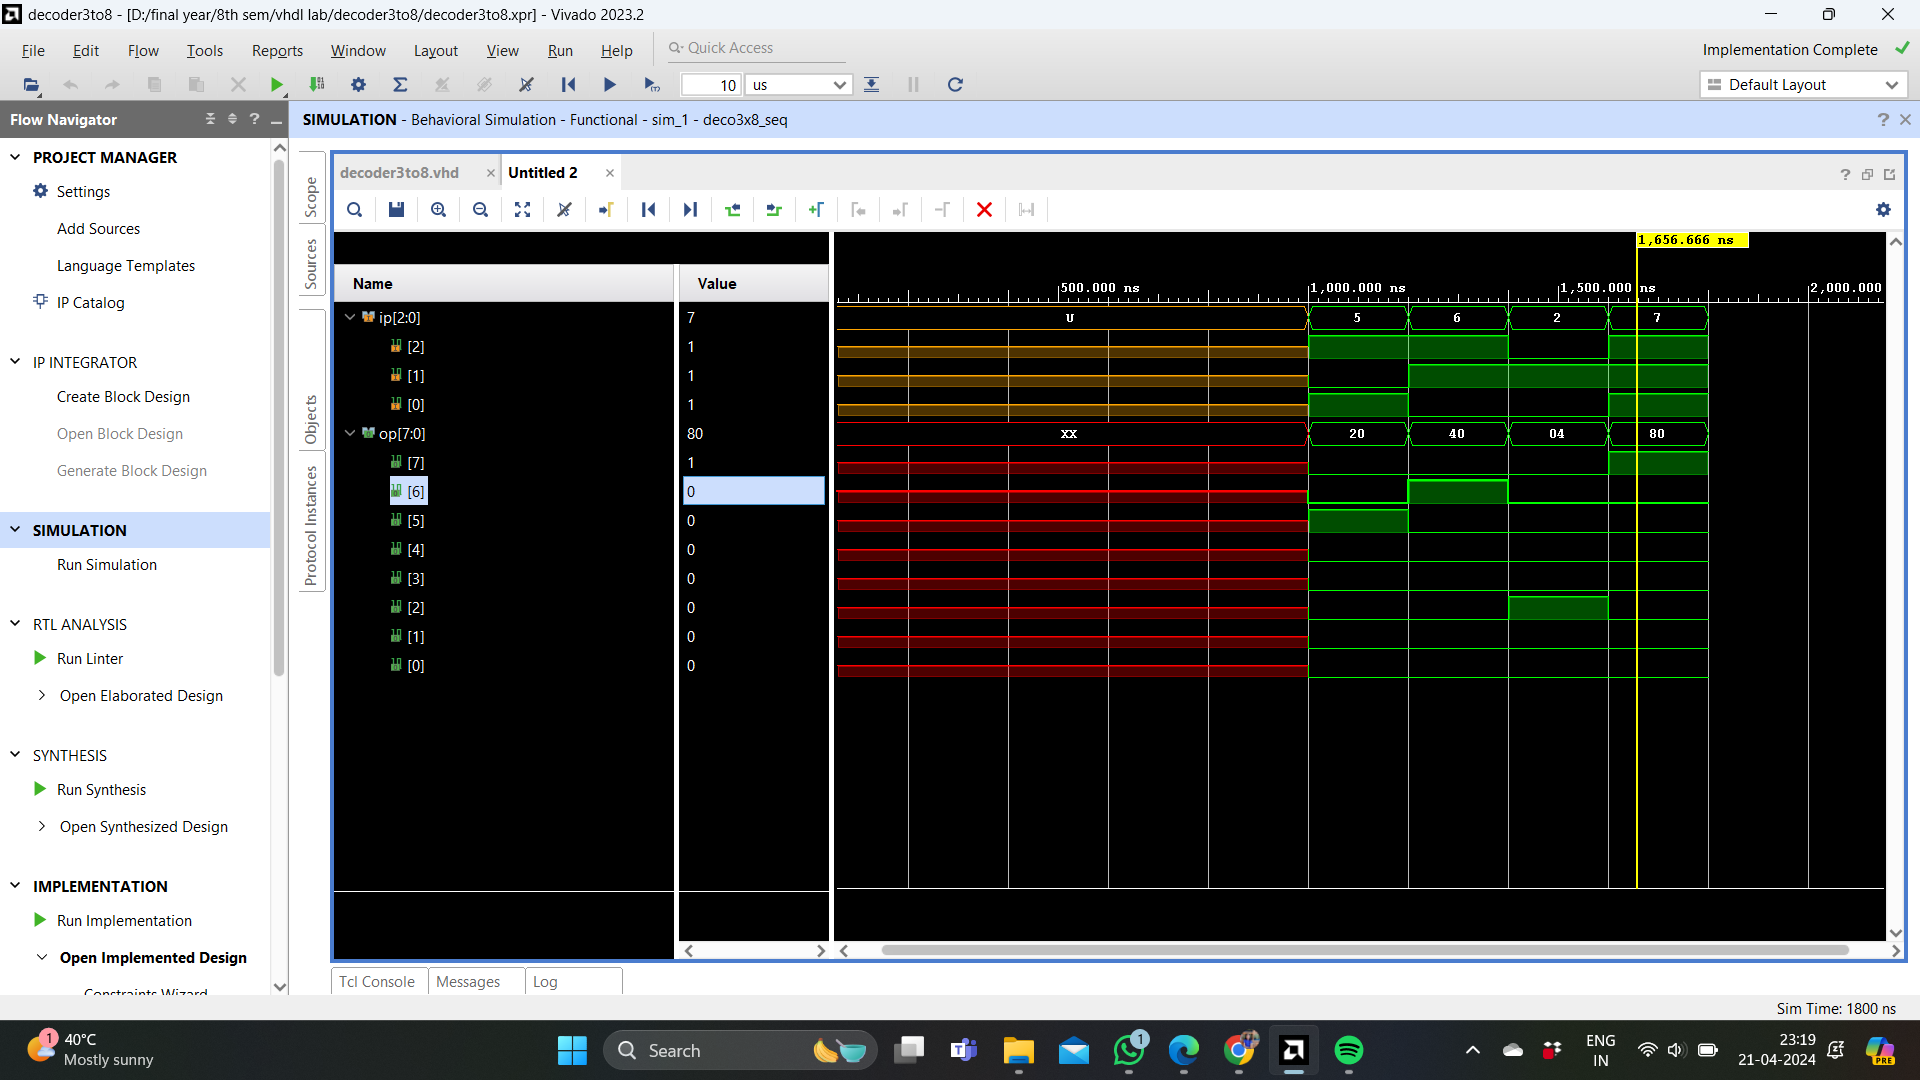 decoder3to8 - [D:/final year/8th sem/vhdl lab/decoder3to8/decoder3to8.xpr] - Vivado 2023.2
File Edit Flow Tools Reports Window Layout View Run Help Quick Access
Implementation Complete
10 us
Default Layout
Flow Navigator
SIMULATION - Behavioral Simulation - Functional - sim_1 - deco3x8_seq
PROJECT MANAGER
Settings
Add Sources
Language Templates
IP Catalog
IP INTEGRATOR
Create Block Design
Open Block Design
Generate Block Design
SIMULATION
Run Simulation
RTL ANALYSIS
Run Linter
Open Elaborated Design
SYNTHESIS
Run Synthesis
Open Synthesized Design
IMPLEMENTATION
Run Implementation
Open Implemented Design
Constraints Wizard
Scope
Sources
Objects
Protocol Instances
decoder3to8.vhd
Untitled 2
1,656.666 ns
Name Value
500.000 ns 1,000.000 ns 1,500.000 ns 2,000.000
ip[2:0] 7 U 5 6 2 7
[2] 1
[1] 1
[0] 1
op[7:0] 80 XX 20 40 04 80
[7] 1
[6] 0
[5] 0
[4] 0
[3] 0
[2] 0
[1] 0
[0] 0
Tcl Console Messages Log
Sim Time: 1800 ns
1
40°C
Mostly sunny
Search
1
ENG
IN
23:19
21-04-2024
PRE